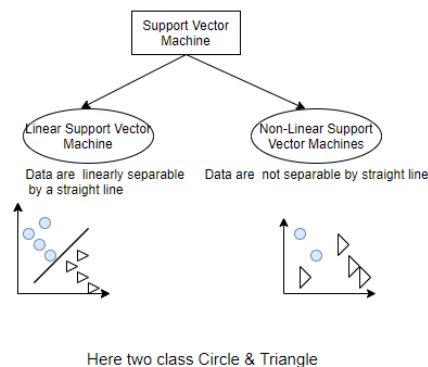 Support Vector
Machine
Linear Support Vector
Machine
Non-Linear Support
Vector Machines
Data are linearly separable
by a straight line
Data are not separable by straight line
Here two class Circle & Triangle